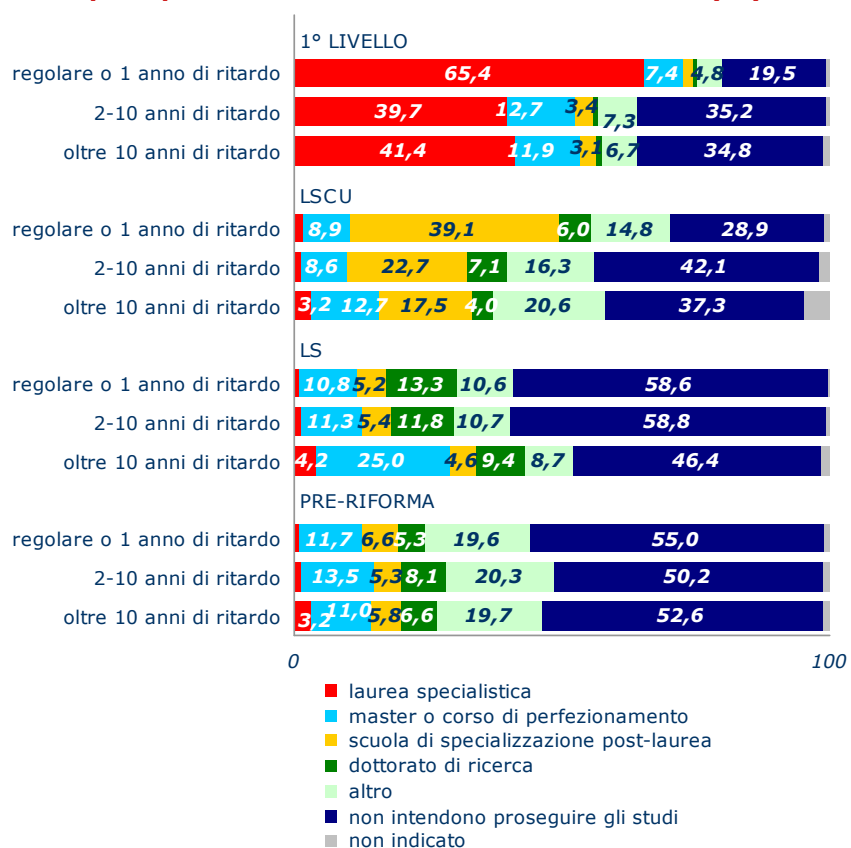 1° LIVELLO
regolare o 1 anno di ritardo 65,4 7,4 4,8 19,5
2-10 anni di ritardo 39,7 12,7 3,4 7,3 35,2
oltre 10 anni di ritardo 41,4 11,9 3,1 6,7 34,8
LSCU
regolare o 1 anno di ritardo 8,9 39,1 6,0 14,8 28,9
2-10 anni di ritardo 8,6 22,7 7,1 16,3 42,1
oltre 10 anni di ritardo 3,2 12,7 17,5 4,0 20,6 37,3
LS
regolare o 1 anno di ritardo 10,8 5,2 13,3 10,6 58,6
2-10 anni di ritardo 11,3 5,4 11,8 10,7 58,8
oltre 10 anni di ritardo 4,2 25,0 4,6 9,4 8,7 46,4
PRE-RIFORMA
regolare o 1 anno di ritardo 11,7 6,6 5,3 19,6 55,0
2-10 anni di ritardo 13,5 5,3 8,1 20,3 50,2
oltre 10 anni di ritardo 3,2 11,0 5,8 6,6 19,7 52,6
0 100
laurea specialistica
master o corso di perfezionamento
scuola di specializzazione post-laurea
dottorato di ricerca
altro
non intendono proseguire gli studi
non indicato